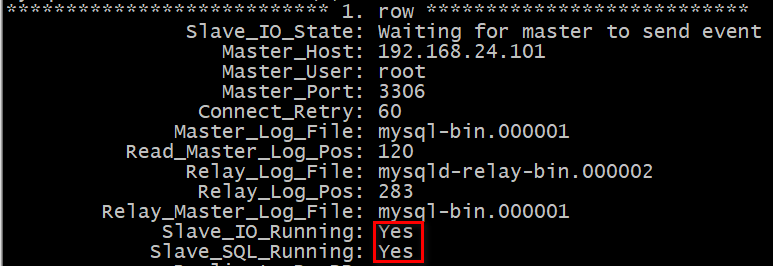 *************************** 1. row ***************************
Slave_IO_State: Waiting for master to send event
Master_Host: 192.168.24.101
Master_User: root
Master_Port: 3306
Connect_Retry: 60
Master_Log_File: mysql-bin.000001
Read_Master_Log_Pos: 120
Relay_Log_File: mysqld-relay-bin.000002
Relay_Log_Pos: 283
Relay_Master_Log_File: mysql-bin.000001
Slave_IO_Running: Yes
Slave_SQL_Running: Yes